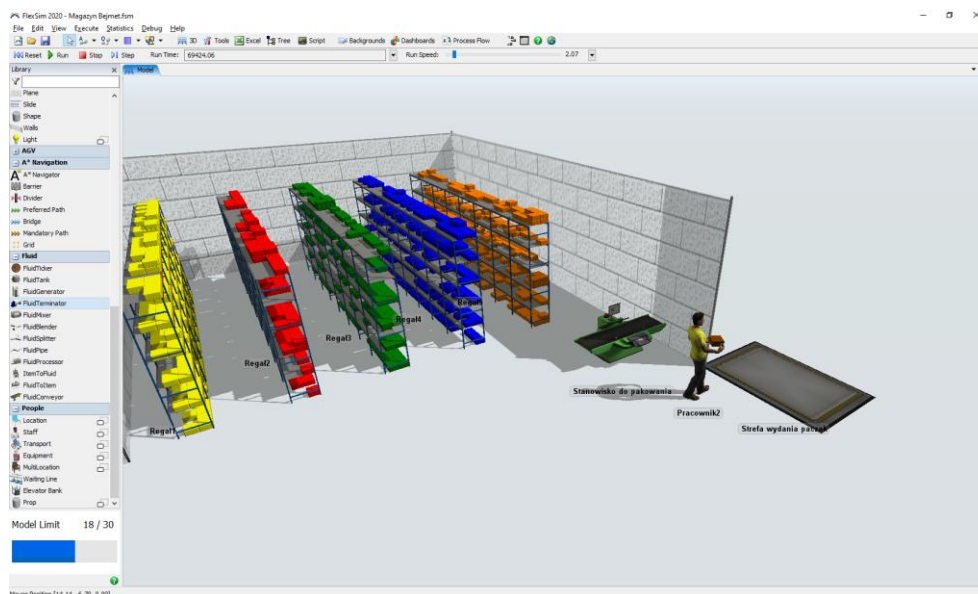 FlexSim 2020 - Magazyn Bejmet.fsm
File Edit View Execute Statistics Debug Help
3D Tools Excel Tree Script Backgrounds Dashboards Process Flow
Reset Run Stop Step Run Time: 69424.06 Run Speed: 2.07
Library
Model
Plane
Slide
Shape
Walls
Light
AGV
A* Navigation
A* Navigator
Barrier
Divider
Preferred Path
Bridge
Mandatory Path
Grid
Fluid
FluidTicker
FluidTank
FluidGenerator
FluidTerminator
FluidMixer
FluidBlender
FluidSplitter
FluidPipe
FluidProcessor
ItemToFluid
FluidToItem
FluidConveyor
People
Location
Staff
Transport
Equipment
MultiLocation
Waiting Line
Elevator Bank
Prop
Model Limit 18 / 30
Regal1
Regal2
Regal3
Regal4
Stanowisko do pakowania
Pracownik2
Strefa wydania paczek